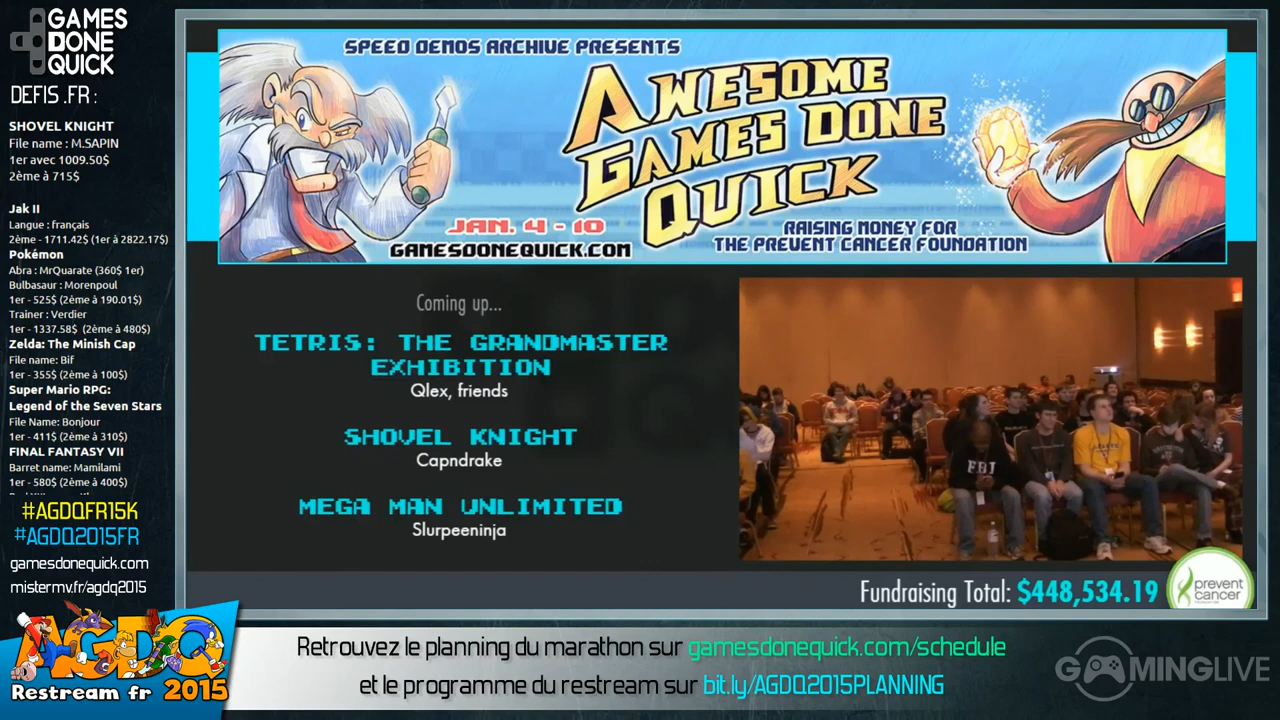 GAMES
DONE
QUICK
DEFIS .FR :
SHOVEL KNIGHT
File name : M.SAPIN
1er avec 1009.50$
2ème à 715$
Jak II
Langue : français
2ème - 1711.42$ (1er à 2822.17$)
Pokémon
Abra : MrQuarate (360$ 1er)
Bulbasaur : Morenpoul
1er - 525$ (2ème à 190.01$)
Trainer : Verdier
1er - 1337.58$ (2ème à 480$)
Zelda: The Minish Cap
File name: Bif
1er - 355$ (2ème à 100$)
Super Mario RPG:
Legend of the Seven Stars
File Name: Bonjour
1er - 411$ (2ème à 310$)
FINAL FANTASY VII
Barret name: Mamilami
1er - 580$ (2ème à 400$)
#AGDQFR15K
#AGDQ2015FR
gamesdonequick.com
mistermv.fr/agdq2015
AGDQ
Restream fr 2015
SPEED DEMOS ARCHIVE PRESENTS
AWESOME
GAMES DONE
QUICK
JAN. 4 - 10
GAMESDONEQUICK.COM
RAISING MONEY FOR
THE PREVENT CANCER FOUNDATION
Coming up...
TETRIS: THE GRANDMASTER
EXHIBITION
Qlex, friends
SHOVEL KNIGHT
Capndrake
MEGA MAN UNLIMITED
Slurpeeninja
FBI
Fundraising Total: $448,534.19
prevent
cancer
Retrouvez le planning du marathon sur gamesdonequick.com/schedule
et le programme du restream sur bit.ly/AGDQ2015PLANNING
GAMINGLIVE